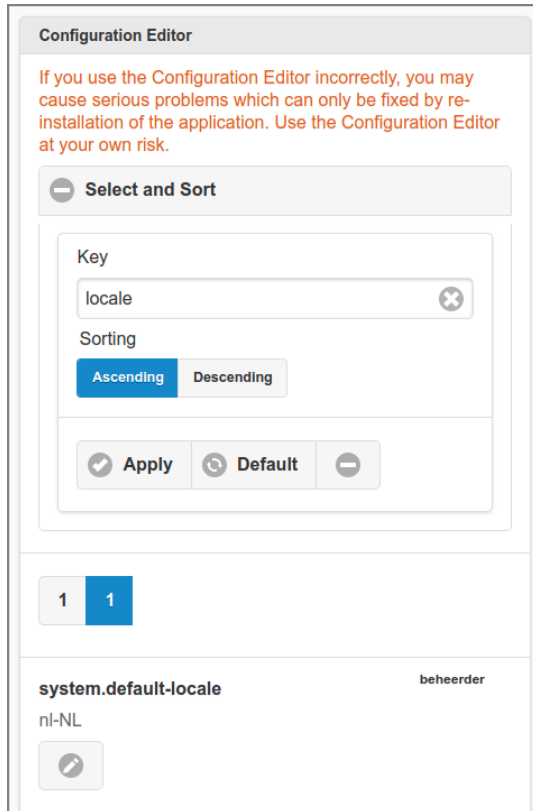 Configuration Editor
If you use the Configuration Editor incorrectly, you may
cause serious problems which can only be fixed by re-
installation of the application. Use the Configuration Editor
at your own risk.
Select and Sort
Key
locale
Sorting
Ascending Descending
Apply Default
1 1
system.default-locale beheerder
nl-NL